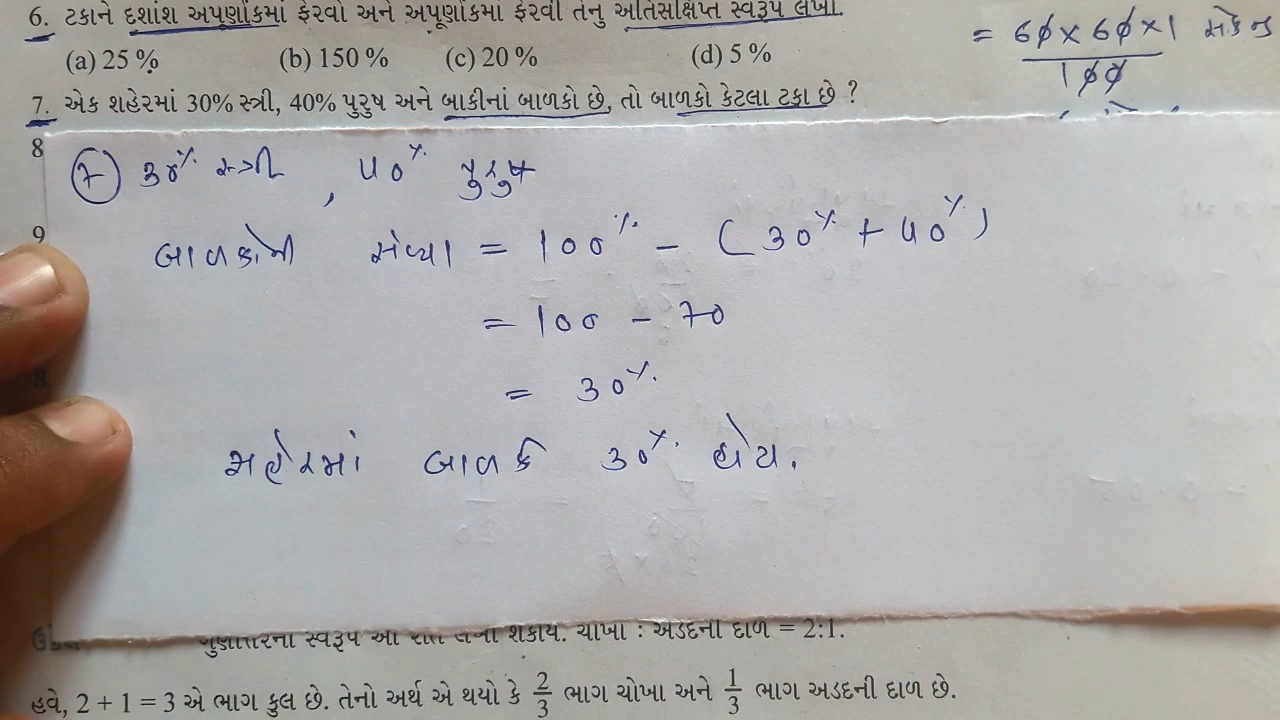 6. ટકાને દશાંશ અપૂર્ણાંકમાં ફેરવો અને અપૂર્ણાંકમાં ફેરવી તેનું અતિસંક્ષિપ્ત સ્વરૂપ લખો.
(a) 25 % (b) 150 % (c) 20 % (d) 5 %
= 60 x 60 x 1 સેકન્ડ
100
7. એક શહેરમાં 30% સ્ત્રી, 40% પુરુષ અને બાકીનાં બાળકો છે, તો બાળકો કેટલા ટકા છે ?
8
7 30% સ્ત્રી, 40% પુરુષ
9
બાળકોની સંખ્યા = 100% - (30% + 40%)
= 100 - 70
= 30%
શહેરમાં બાળકો 30% હોય.
સ્વરૂપ આ શકાય. ચોખા : અડદની દાળ = 2:1.
હવે, 2 + 1 = 3 એ ભાગ કુલ છે. તેનો અર્થ એ થયો કે 2/3 ભાગ ચોખા અને 1/3 ભાગ અડદની દાળ છે.